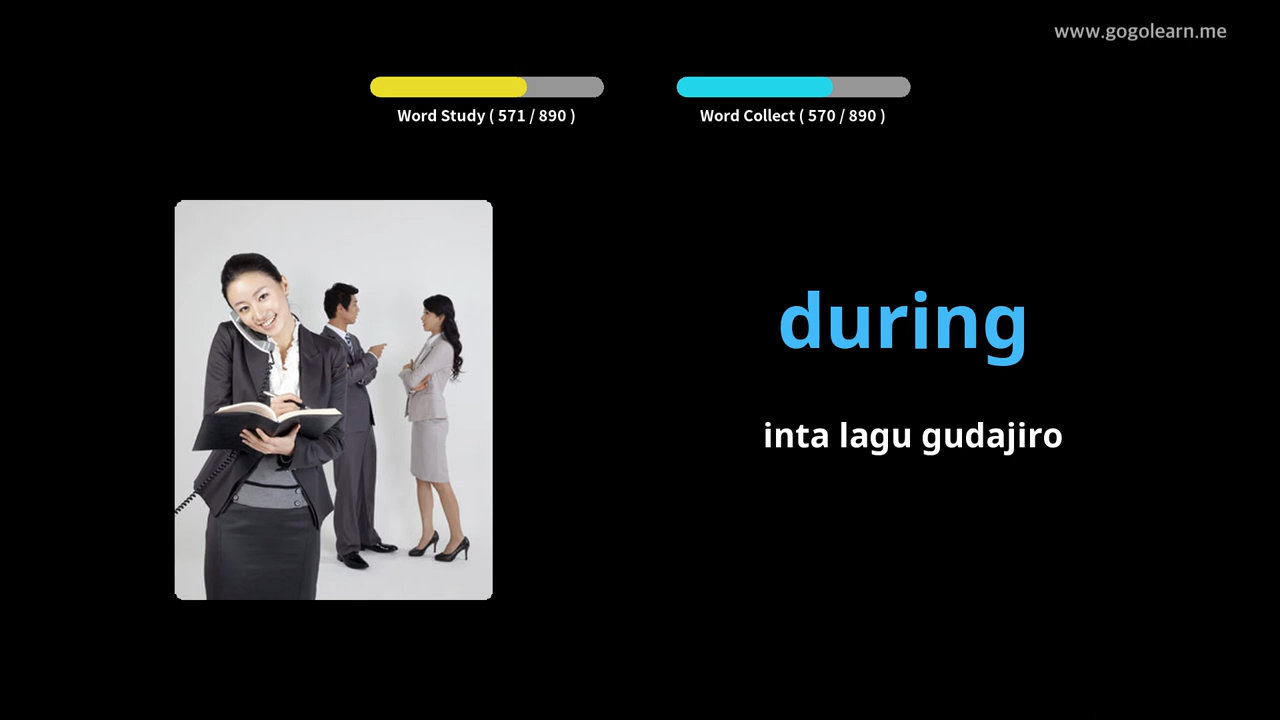 www.gogolearn.me
Word Study ( 571 / 890 )
Word Collect ( 570 / 890 )
during
inta lagu gudajiro